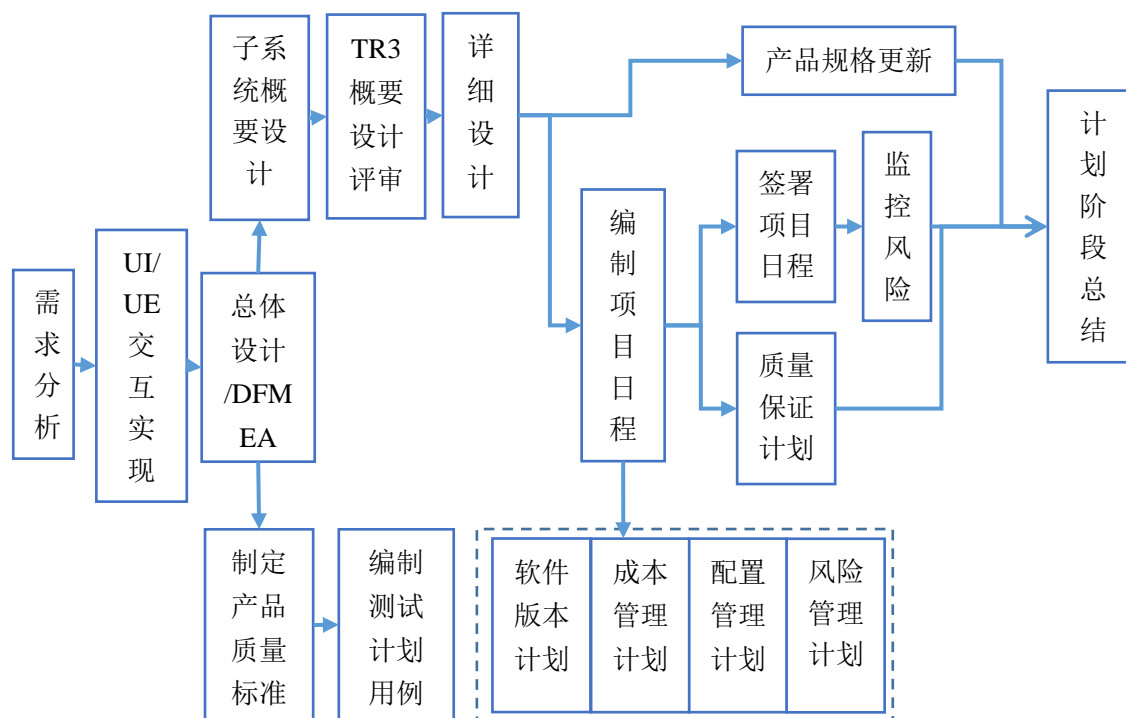 需
求
分
析
UI/
UE
交
互
实
现
总体
设计
/DFM
EA
子系
统概
要设
计
TR3
概要
设计
评审
详
细
设
计
产品规格更新
编
制
项
目
日
程
签署
项目
日程
监
控
风
险
质量
保证
计划
计
划
阶
段
总
结
制定
产品
质量
标准
编制
测试
计划
用例
软件
版本
计划
成本
管理
计划
配置
管理
计划
风险
管理
计划